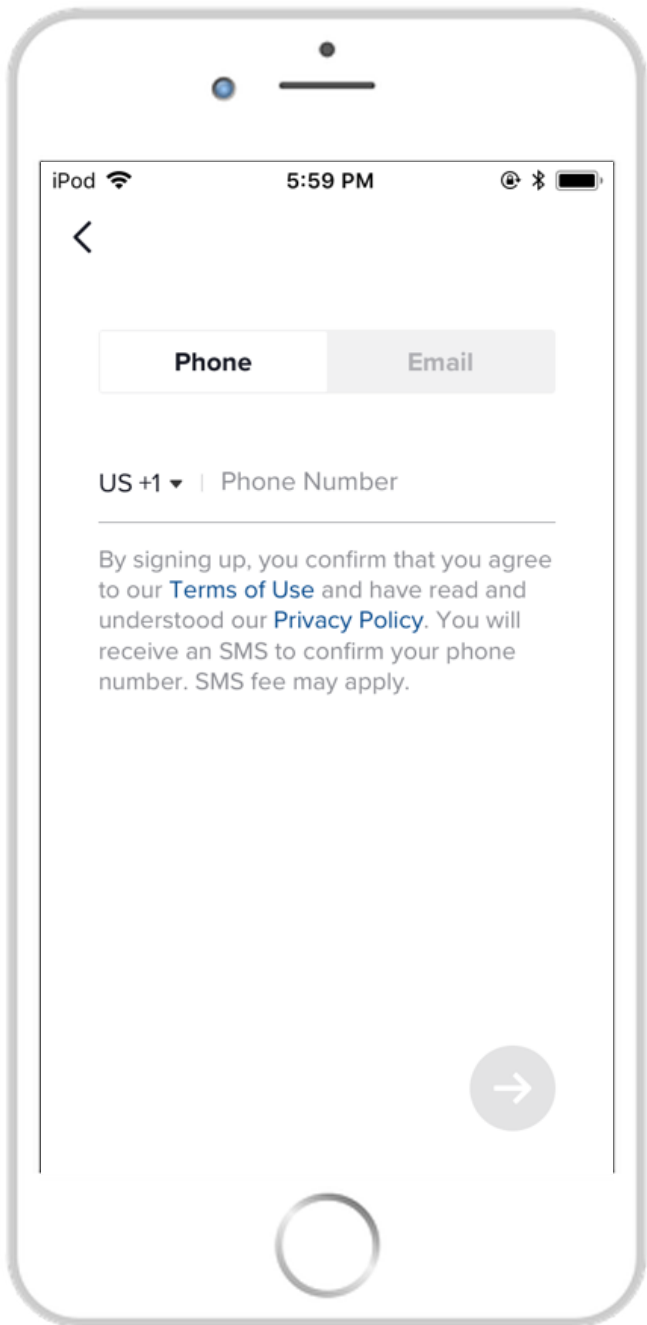 iPod 5:59 PM
Phone Email
US +1 Phone Number
By signing up, you confirm that you agree
to our Terms of Use and have read and
understood our Privacy Policy. You will
receive an SMS to confirm your phone
number. SMS fee may apply.